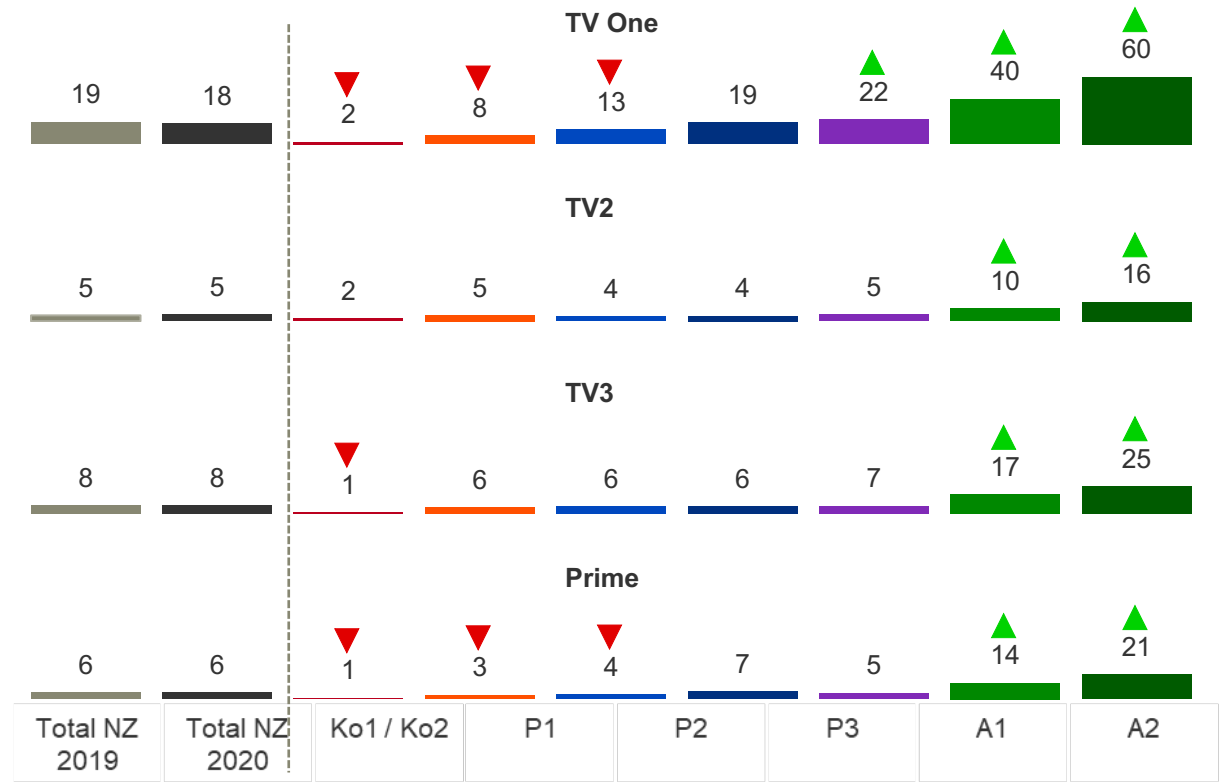 TV One
19 18 2 8 13 19 22 40 60
TV2
5 5 2 5 4 4 5 10 16
TV3
8 8 1 6 6 6 7 17 25
Prime
6 6 1 3 4 7 5 14 21
Total NZ 2019 Total NZ 2020 Ko1 / Ko2 P1 P2 P3 A1 A2